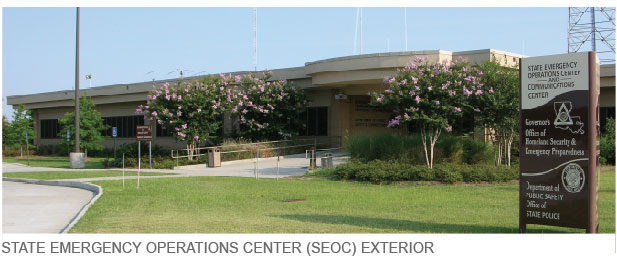 STATE EMERGENCY
OPERATIONS CENTER
AND
COMMUNICATIONS
CENTER
Governor's
Office of
Homeland Security &
Emergency Preparedness
Department of
PUBLIC SAFETY
Office of
STATE POLICE
STATE EMERGENCY OPERATIONS CENTER (SEOC) EXTERIOR